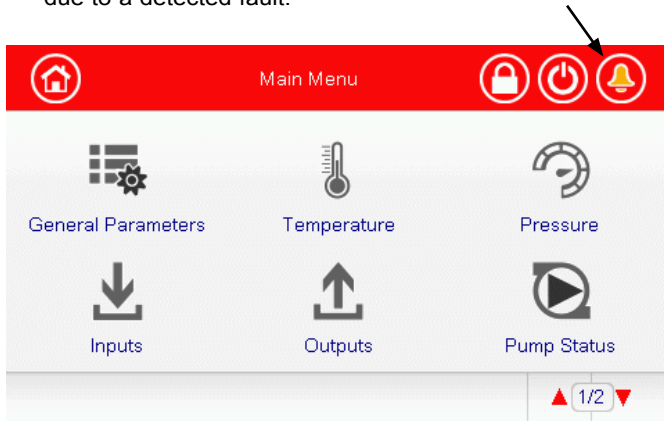 due to a detected fault.
Main Menu
General Parameters Temperature Pressure
Inputs Outputs Pump Status
1/2